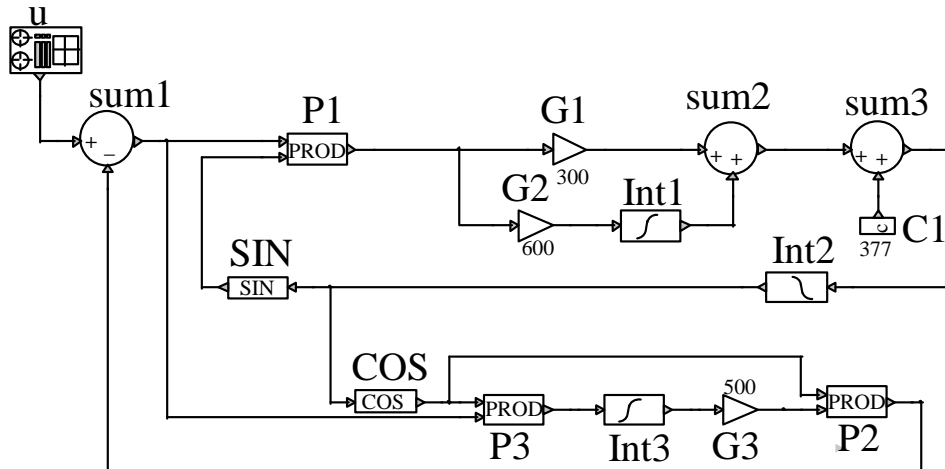 u
sum1
+
−
P1
PROD
G1
300
G2
600
Int1
sum2
+ +
sum3
+ +
c
377
C1
SIN
SIN
Int2
COS
COS
PROD
P3
Int3
500
G3
PROD
P2